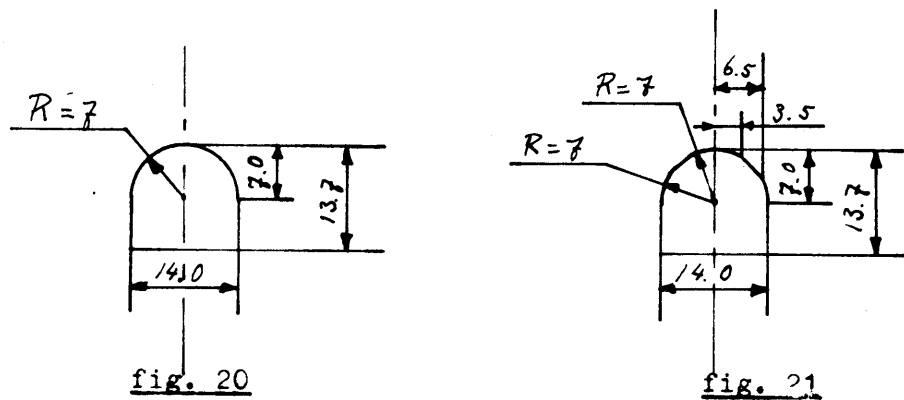 R = 7
7.0
13.7
14.0
fig. 20
6.5
R = 7
3.5
R = 7
7.0
13.7
14.0
fig. 21